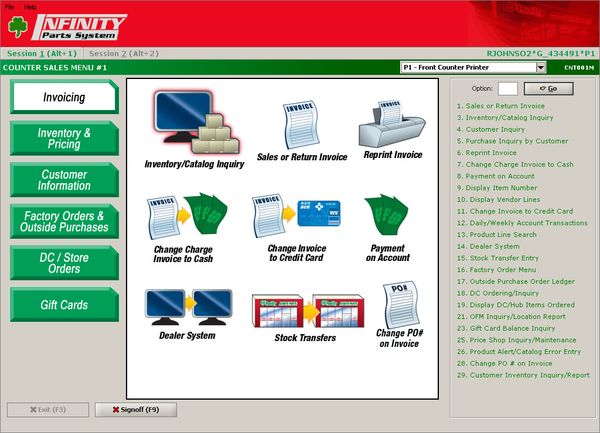 File Help
INFINITY
Parts System
Session 1 (Alt+1) Session 2 (Alt+2) RJOHNSO2*G_434491*P1
COUNTER SALES MENU #1 P1 - Front Counter Printer CNT001M
Invoicing
Inventory &
Pricing
Customer
Information
Factory Orders &
Outside Purchases
DC / Store
Orders
Gift Cards
INVOICE
Inventory/Catalog Inquiry
Sales or Return Invoice
INVOICE
Reprint Invoice
INVOICE
Change Charge
Invoice to Cash
INVOICE
Change Invoice
to Credit Card
Payment
on Account
Dealer System
Stock Transfers
PO#
Change PO#
on Invoice
Option: Go
1. Sales or Return Invoice
3. Inventory/Catalog Inquiry
4. Customer Inquiry
5. Purchase Inquiry by Customer
6. Reprint Invoice
7. Change Charge Invoice to Cash
8. Payment on Account
9. Display Item Number
10. Display Vendor Lines
11. Change Invoice to Credit Card
12. Daily/Weekly Account Transactions
13. Product Line Search
14. Dealer System
15. Stock Transfer Entry
16. Factory Order Menu
17. Outside Purchase Order Ledger
18. DC Ordering/Inquiry
19. Display DC/Hub Items Ordered
21. OFM Inquiry/Location Report
23. Gift Card Balance Inquiry
25. Price Shop Inquiry/Maintenance
26. Product Alert/Catalog Error Entry
28. Change PO # on Invoice
29. Customer Inventory Inquiry/Report
Exit (F3) Signoff (F9)